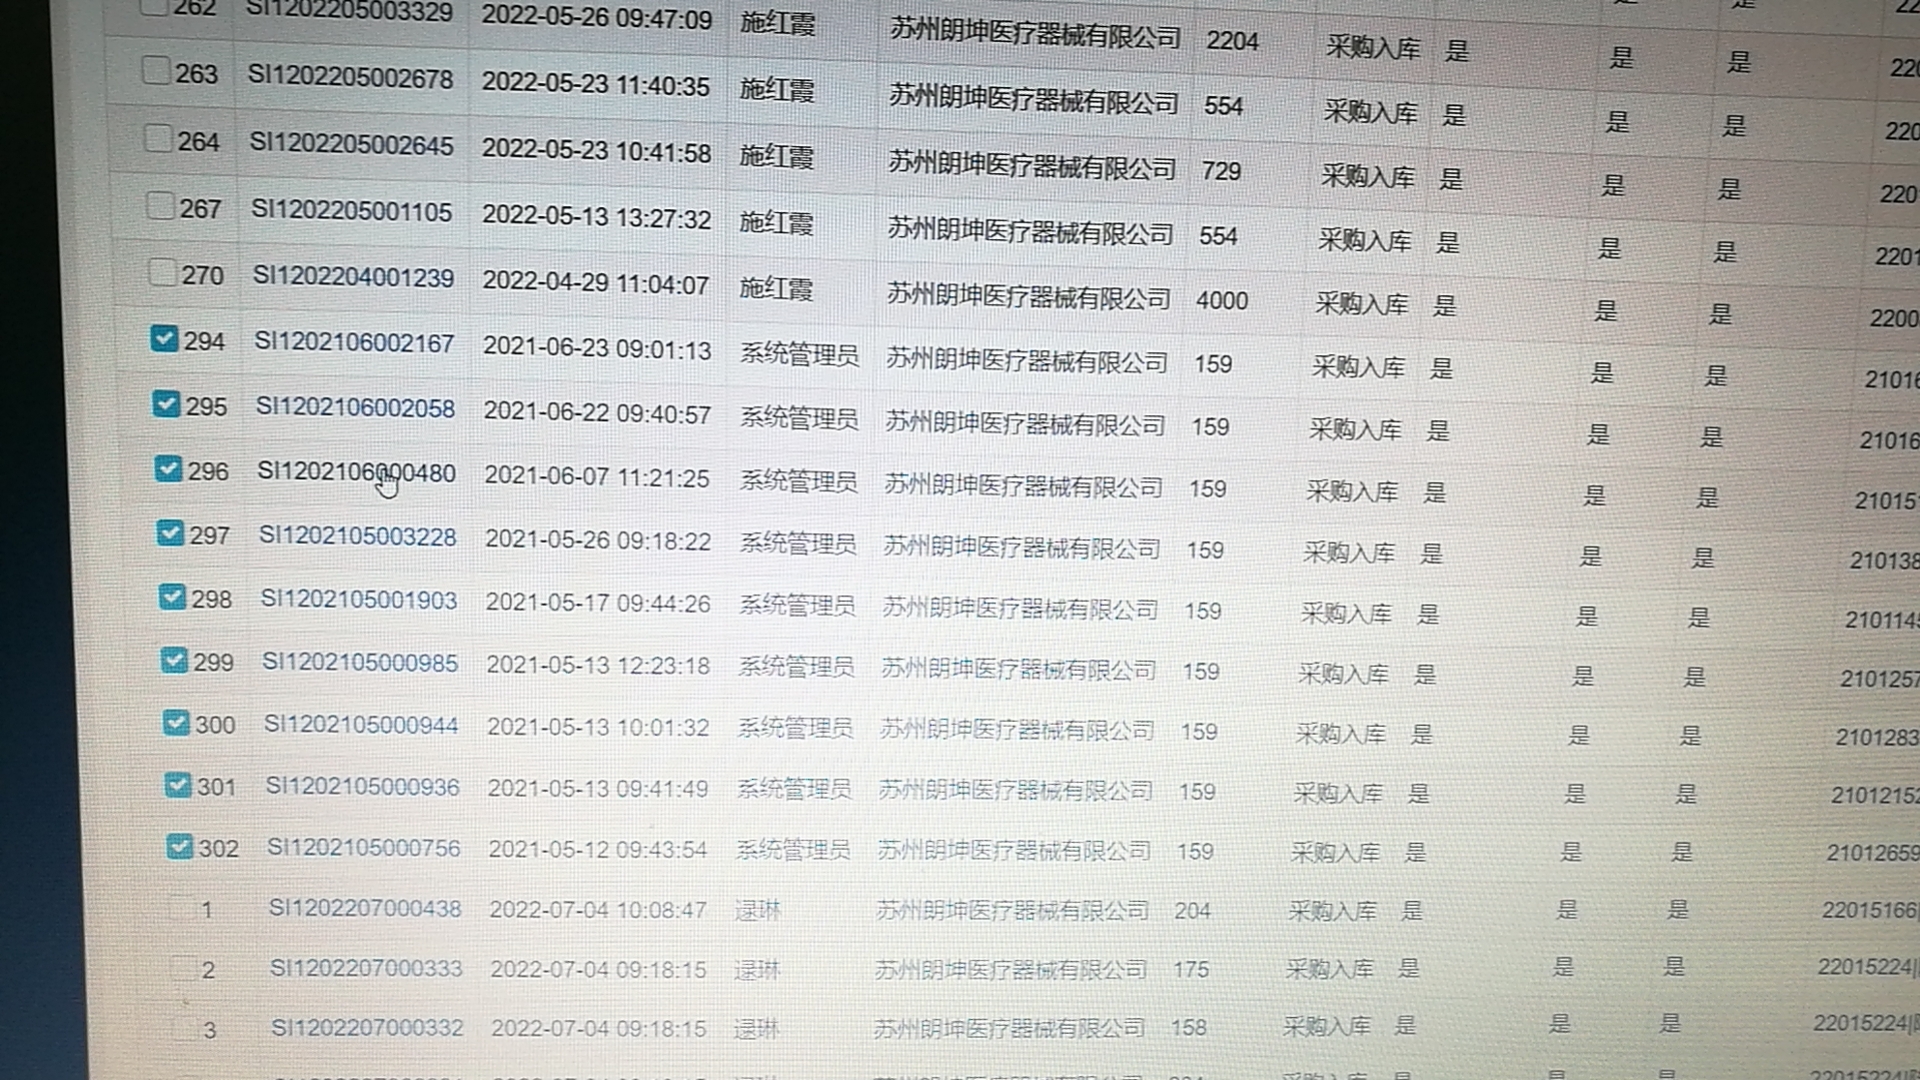 262 SI1202205003329 2022-05-26 09:47:09 施红霞 苏州朗坤医疗器械有限公司 2204 采购入库 是 是 是 22
263 SI1202205002678 2022-05-23 11:40:35 施红霞 苏州朗坤医疗器械有限公司 554 采购入库 是 是 是 220
264 SI1202205002645 2022-05-23 10:41:58 施红霞 苏州朗坤医疗器械有限公司 729 采购入库 是 是 是 220
267 SI1202205001105 2022-05-13 13:27:32 施红霞 苏州朗坤医疗器械有限公司 554 采购入库 是 是 是 2201
270 SI1202204001239 2022-04-29 11:04:07 施红霞 苏州朗坤医疗器械有限公司 4000 采购入库 是 是 是 2200
294 SI1202106002167 2021-06-23 09:01:13 系统管理员 苏州朗坤医疗器械有限公司 159 采购入库 是 是 是 21016
295 SI1202106002058 2021-06-22 09:40:57 系统管理员 苏州朗坤医疗器械有限公司 159 采购入库 是 是 是 21016
296 SI1202106000480 2021-06-07 11:21:25 系统管理员 苏州朗坤医疗器械有限公司 159 采购入库 是 是 是 210151
297 SI1202105003228 2021-05-26 09:18:22 系统管理员 苏州朗坤医疗器械有限公司 159 采购入库 是 是 是 210138
298 SI1202105001903 2021-05-17 09:44:26 系统管理员 苏州朗坤医疗器械有限公司 159 采购入库 是 是 是 2101145
299 SI1202105000985 2021-05-13 12:23:18 系统管理员 苏州朗坤医疗器械有限公司 159 采购入库 是 是 是 2101257
300 SI1202105000944 2021-05-13 10:01:32 系统管理员 苏州朗坤医疗器械有限公司 159 采购入库 是 是 是 2101283
301 SI1202105000936 2021-05-13 09:41:49 系统管理员 苏州朗坤医疗器械有限公司 159 采购入库 是 是 是 21012152
302 SI1202105000756 2021-05-12 09:43:54 系统管理员 苏州朗坤医疗器械有限公司 159 采购入库 是 是 是 21012659
1 SI1202207000438 2022-07-04 10:08:47 逯琳 苏州朗坤医疗器械有限公司 204 采购入库 是 是 是 22015166
2 SI1202207000333 2022-07-04 09:18:15 逯琳 苏州朗坤医疗器械有限公司 175 采购入库 是 是 是 22015224|
3 SI1202207000332 2022-07-04 09:18:15 逯琳 苏州朗坤医疗器械有限公司 158 采购入库 是 是 是 22015224|